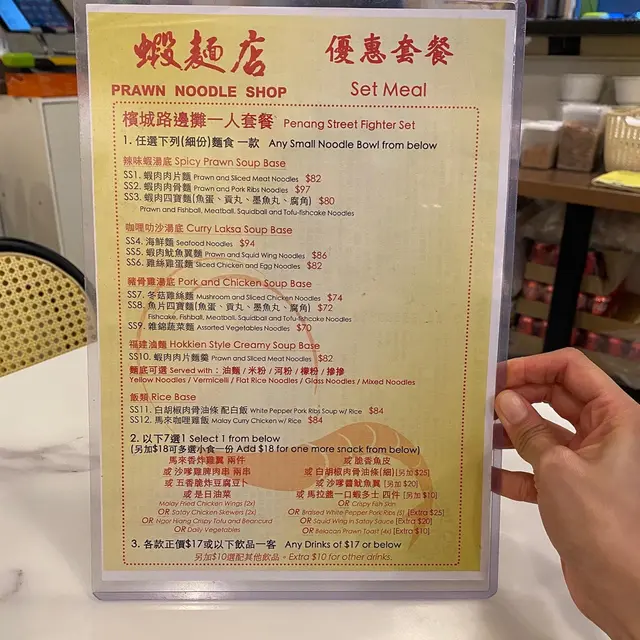 蝦麵店
優惠套餐
PRAWN NOODLE SHOP
Set Meal
檳城路邊攤一人套餐 Penang Street Fighter Set
1. 任選下列(細份)麵食 一款 Any Small Noodle Bowl from below
辣味蝦湯底 Spicy Prawn Soup Base
SS1. 蝦肉肉片麵 Prawn and Sliced Meat Noodles $82
SS2. 蝦肉肉骨麵 Prawn and Pork Ribs Noodles $97
SS3. 蝦肉四寶麵(魚蛋、貢丸、墨魚丸、腐角) $80
Prawn and Fishball, Meatball, Squidball and Tofu-fishcake Noodles
咖哩叻沙湯底 Curry Laksa Soup Base
SS4. 海鮮麵 Seafood Noodles $94
SS5. 蝦肉魷魚翼麵 Prawn and Squid Wing Noodles $86
SS6. 雞絲雞蛋麵 Sliced Chicken and Egg Noodles $82
豬骨雞湯底 Pork and Chicken Soup Base
SS7. 冬菇雞絲麵 Mushroom and Sliced Chicken Noodles $74
SS8. 魚片四寶麵(魚蛋、貢丸、墨魚丸、腐角) $72
Fishcake, Fishball, Meatball, Squidball and Tofu-fishcake Noodles
SS9. 雜錦蔬菜麵 Assorted Vegetables Noodles $70
福建油麵 Hokkien Style Creamy Soup Base
SS10. 蝦肉肉片麵羹 Prawn and Sliced Meat Noodles $82
麵底可選 Served with：油麵 / 米粉 / 河粉 / 檬粉 / 摻摻
Yellow Noodles / Vermicelli / Flat Rice Noodles / Glass Noodles / Mixed Noodles
飯類 Rice Base
SS11. 白胡椒肉骨油條 配白飯 White Pepper Pork Ribs Soup w/ Rice $84
SS12. 馬來咖哩雞飯 Malay Curry Chicken w/ Rice $84
2. 以下7選1 Select 1 from below
(另加$18可多選小食一份 Add $18 for one more snack from below)
馬來香炸雞翼 兩件 或 脆香魚皮
或 沙嗲雞脾肉串 兩串 或 白胡椒肉骨油條(細)[另加$25]
或 五香脆炸豆腐豆卜 或 沙嗲醬魷魚翼 [另加$20]
或 是日油菜 或 馬拉盞一口蝦多士 四件 [另加$10]
Malay Fried Chicken Wings (2x) Crispy Fish Skin
OR Satay Chicken Skewers (2x) OR Braised White Pepper Pork Ribs (S) [Extra $25]
OR Ngor Hiang Crispy Tofu and Beancurd OR Squid Wing in Satay Sauce [Extra $20]
OR Daily Vegetables OR Belacan Prawn Toast (4x) [Extra $10]
3. 各款正價$17或以下飲品一客 Any Drinks of $17 or below
另加$10選配其他飲品。Extra $10 for other drinks.